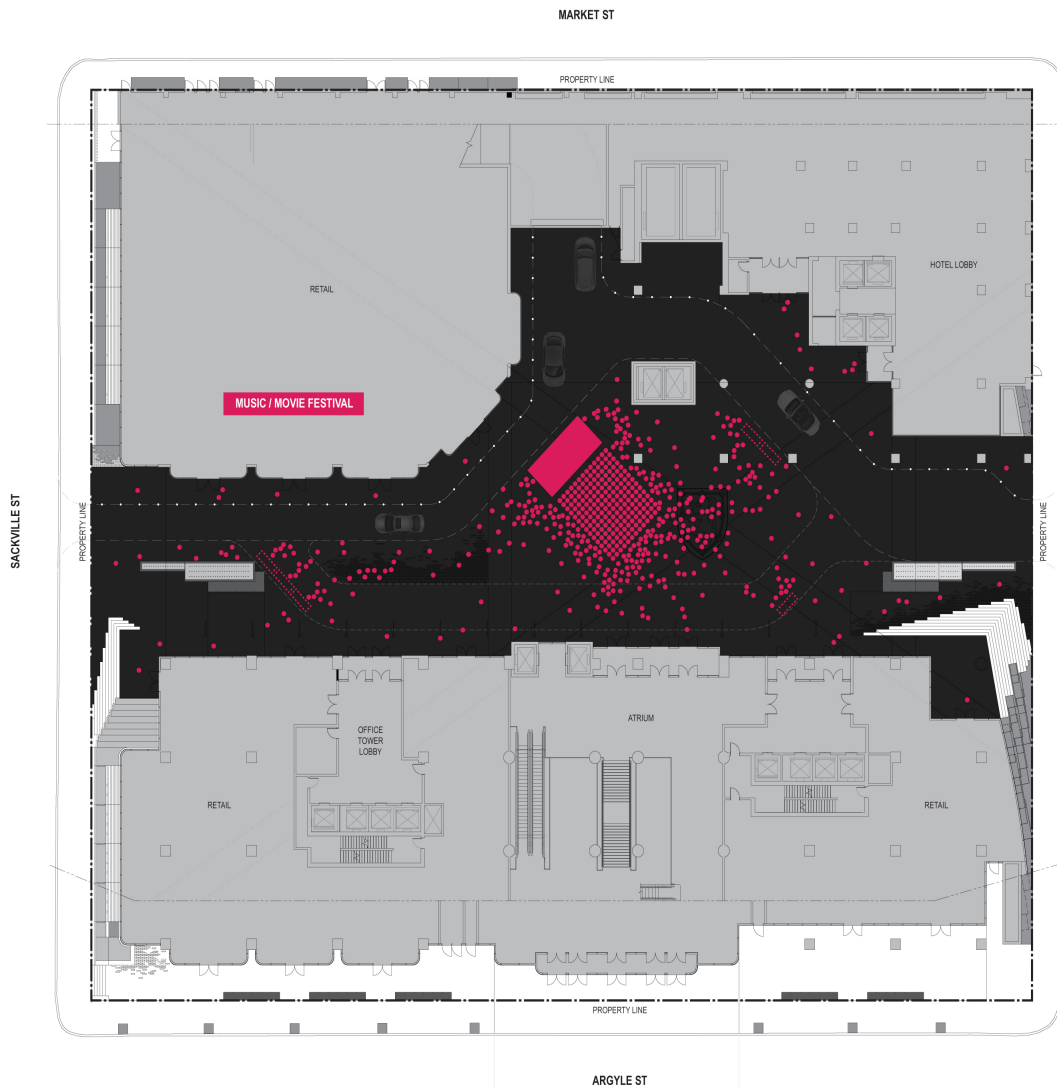 MARKET ST
PROPERTY LINE
HOTEL LOBBY
RETAIL
MUSIC / MOVIE FESTIVAL
SACKVILLE ST
PROPERTY LINE
PROPERTY LINE
ATRIUM
OFFICE
TOWER
LOBBY
RETAIL
RETAIL
PROPERTY LINE
ARGYLE ST